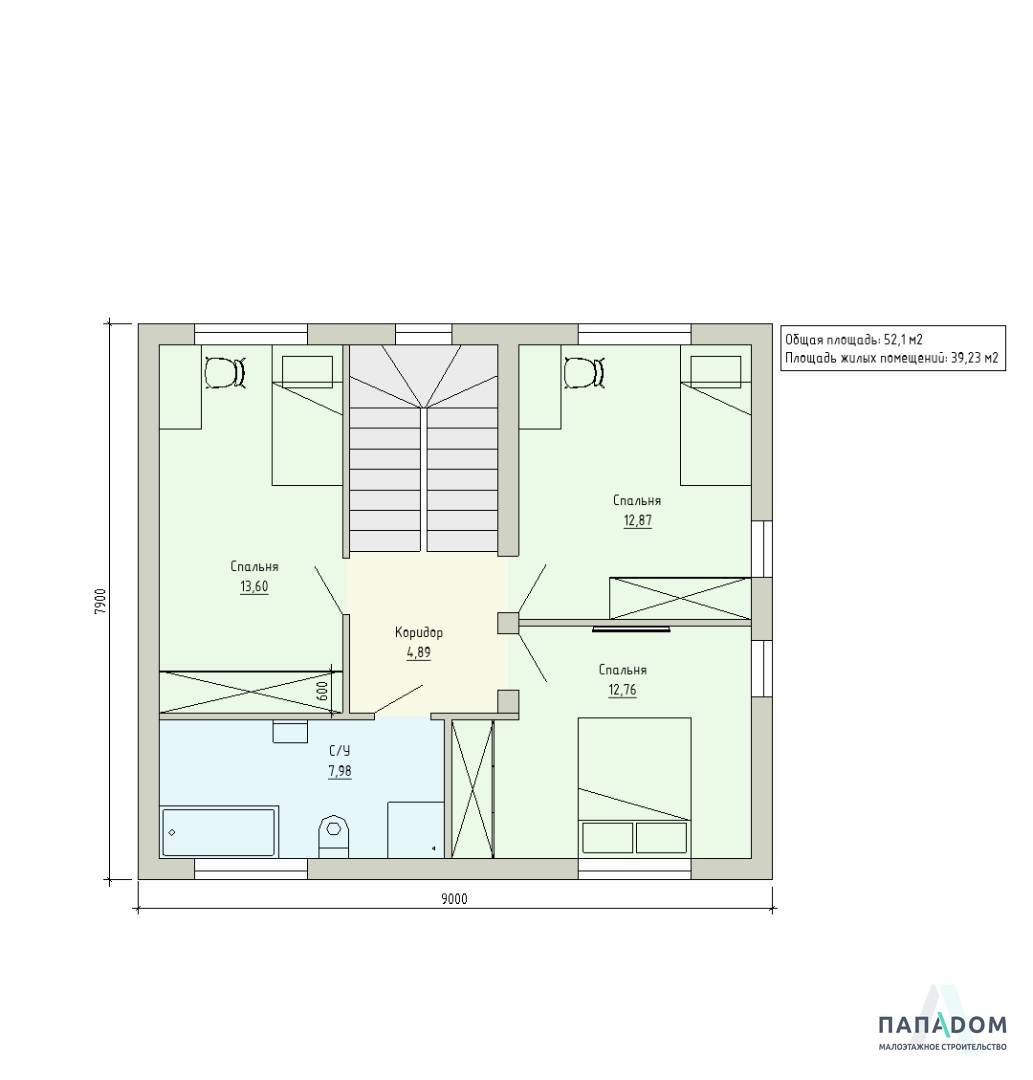 Общая площадь: 52,1 м2
Площадь жилых помещений: 39,23 м2
Спальня
12,87
Спальня
13,60
7900
Коридор
4,89
Спальня
12,76
600
С/У
7,98
9000
ПАПАДОМ
МАЛОЭТАЖНОЕ СТРОИТЕЛЬСТВО